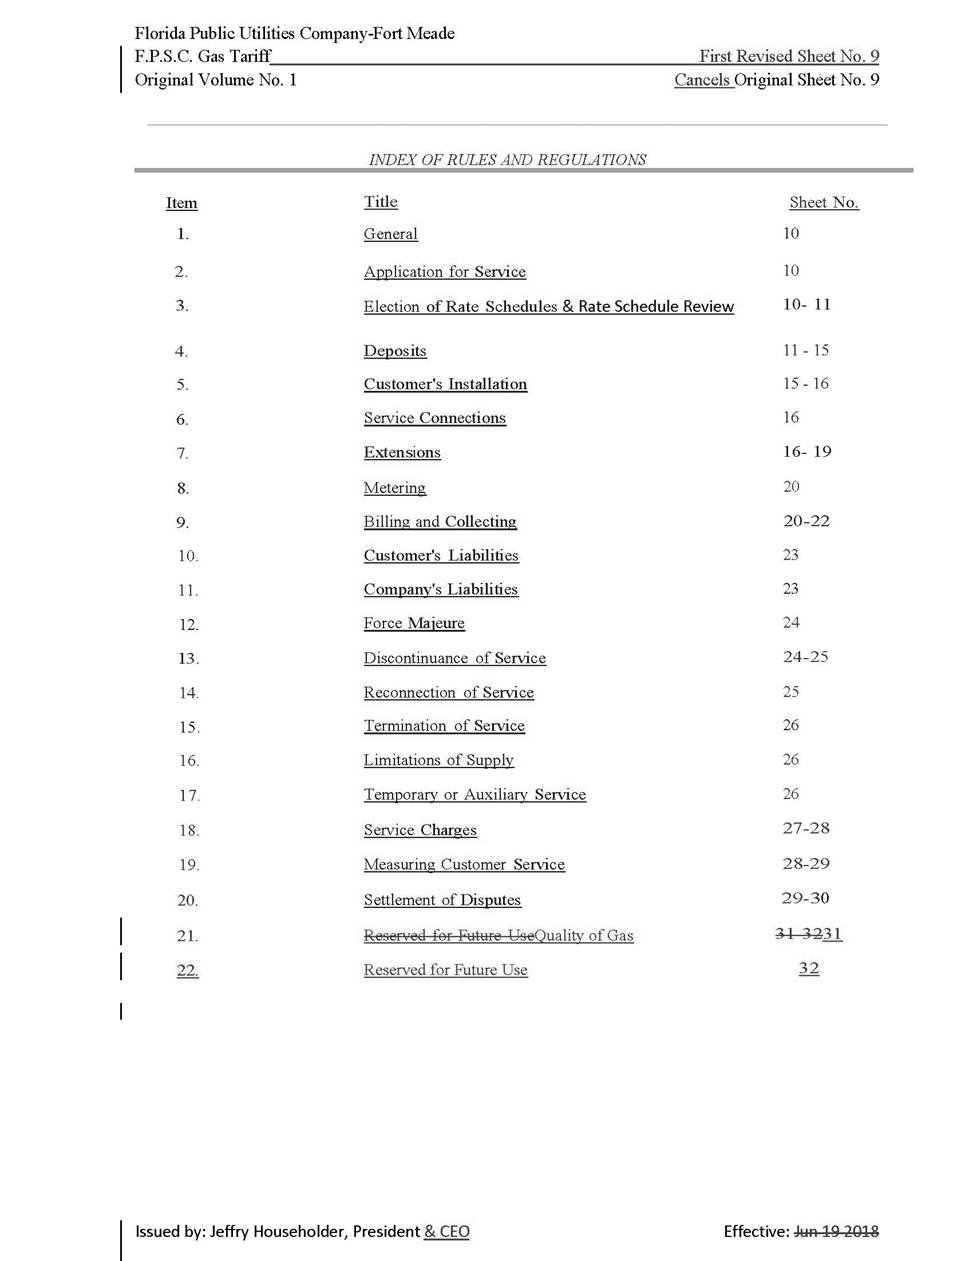 Florida Public Utilities Company-Fort Meade
F.P.S.C. Gas Tariff First Revised Sheet No. 9
Original Volume No. 1 Cancels Original Sheet No. 9
INDEX OF RULES AND REGULATIONS
Item Title Sheet No.
1. General 10
2. Application for Service 10
3. Election of Rate Schedules & Rate Schedule Review 10- 11
4. Deposits 11 - 15
5. Customer's Installation 15 - 16
6. Service Connections 16
7. Extensions 16- 19
8. Metering 20
9. Billing and Collecting 20-22
10. Customer's Liabilities 23
11. Company's Liabilities 23
12. Force Majeure 24
13. Discontinuance of Service 24-25
14. Reconnection of Service 25
15. Termination of Service 26
16. Limitations of Supply 26
17. Temporary or Auxiliary Service 26
18. Service Charges 27-28
19. Measuring Customer Service 28-29
20. Settlement of Disputes 29-30
21. Reserved for Future UseQuality of Gas 31-3231
22. Reserved for Future Use 32
Issued by: Jeffry Householder, President & CEO Effective: Jun 19 2018